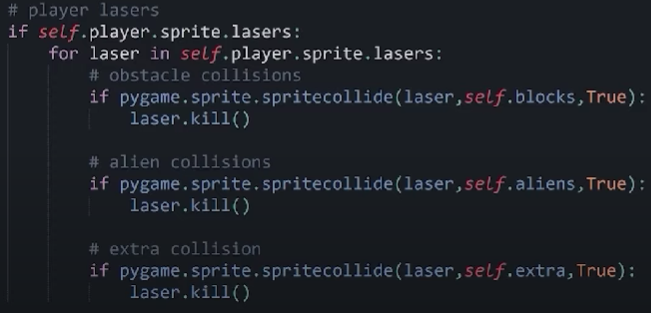 # player lasers
if self.player.sprite.lasers:
for laser in self.player.sprite.lasers:
# obstacle collisions
if pygame.sprite.spritecollide(laser,self.blocks,True):
laser.kill()
# alien collisions
if pygame.sprite.spritecollide(laser,self.aliens,True):
laser.kill()
# extra collision
if pygame.sprite.spritecollide(laser,self.extra,True):
laser.kill()